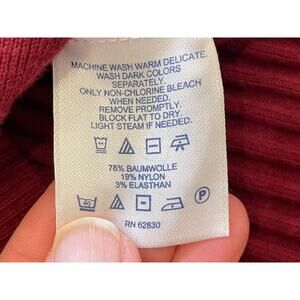 MACHINE WASH WARM DELICATE.
WASH DARK COLORS
SEPARATELY.
ONLY NON-CHLORINE BLEACH
WHEN NEEDED.
REMOVE PROMPTLY.
BLOCK FLAT TO DRY.
LIGHT STEAM IF NEEDED.
78% BAUMWOLLE
19% NYLON
3% ELASTHAN
40 P
RN 62830